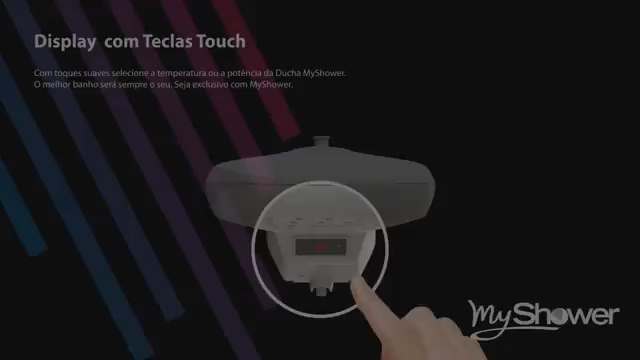 Display com Teclas Touch
Com toques suaves selecione a temperatura ou a potência da Ducha MyShower.
O melhor banho será sempre o seu. Seja exclusivo com MyShower.
MyShower